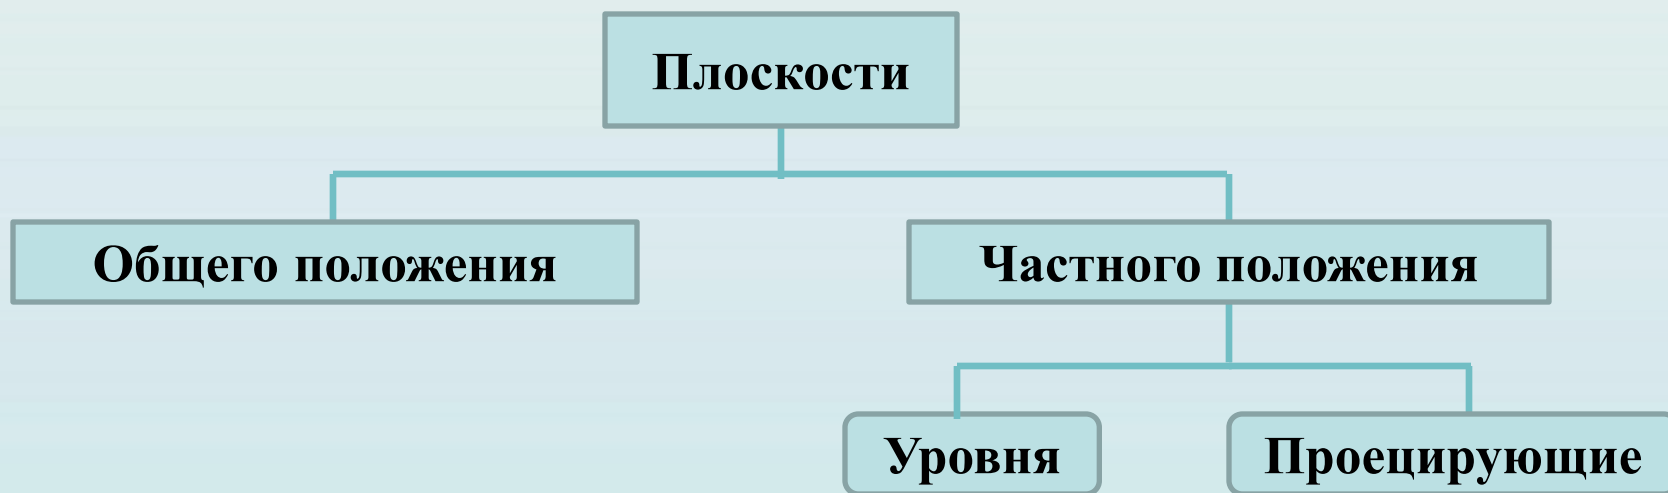 Плоскости
Общего положения
Частного положения
Уровня
Проецирующие